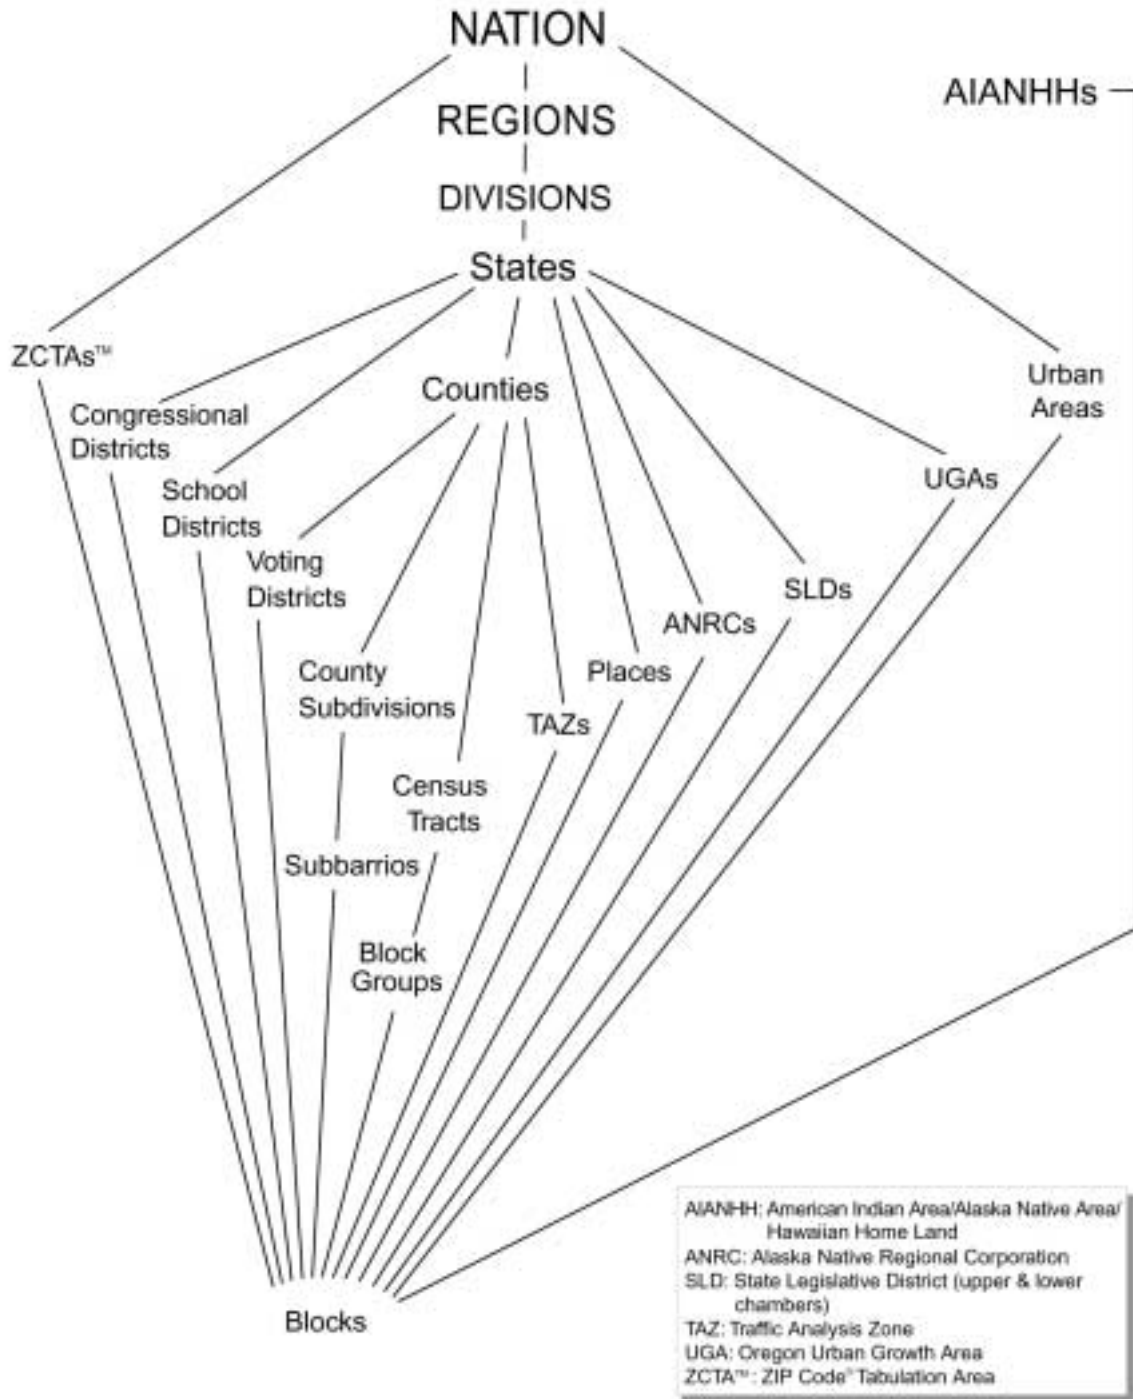 NATION
AIANHHs
REGIONS
DIVISIONS
States
ZCTAs™
Counties
Urban
Areas
Congressional
Districts
School
Districts
UGAs
Voting
Districts
SLDs
ANRCs
County
Subdivisions
Places
TAZs
Census
Tracts
Subbarrios
Block
Groups
Blocks
AIANHH: American Indian Area/Alaska Native Area/
Hawaiian Home Land
ANRC: Alaska Native Regional Corporation
SLD: State Legislative District (upper & lower
chambers)
TAZ: Traffic Analysis Zone
UGA: Oregon Urban Growth Area
ZCTA™: ZIP Code® Tabulation Area